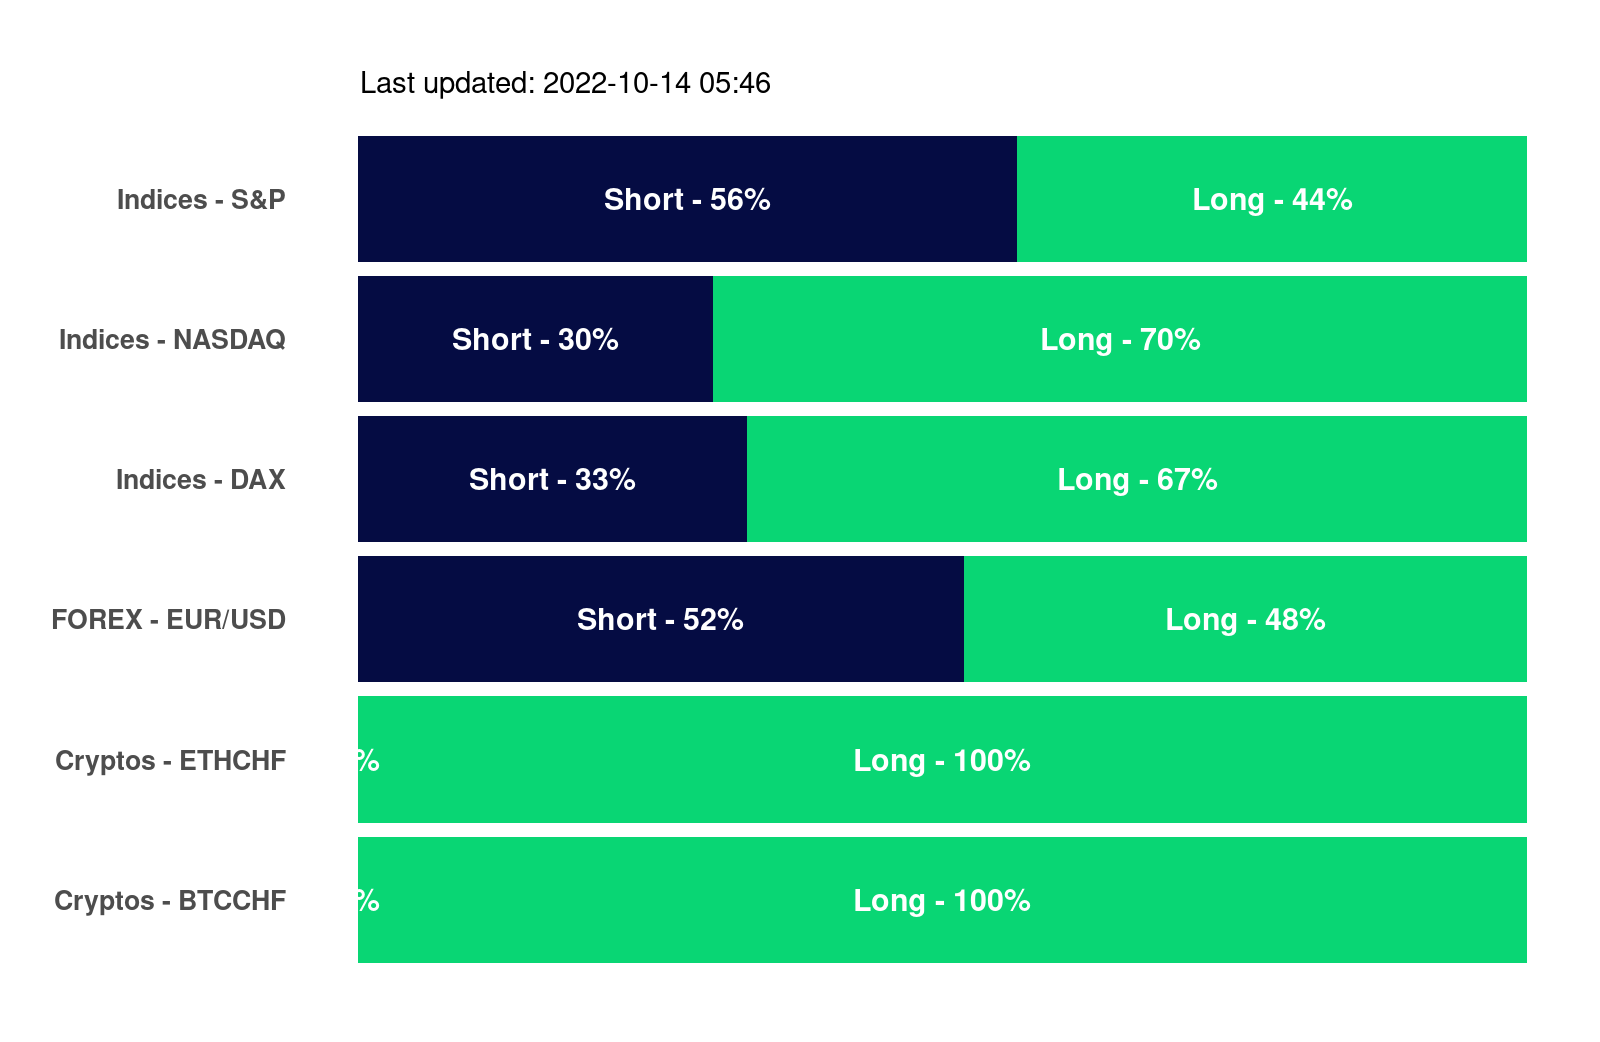 Last updated: 2022-10-14 05:46
Indices - S&P Short - 56% Long - 44%
Indices - NASDAQ Short - 30% Long - 70%
Indices - DAX Short - 33% Long - 67%
FOREX - EUR/USD Short - 52% Long - 48%
Cryptos - ETHCHF % Long - 100%
Cryptos - BTCCHF % Long - 100%